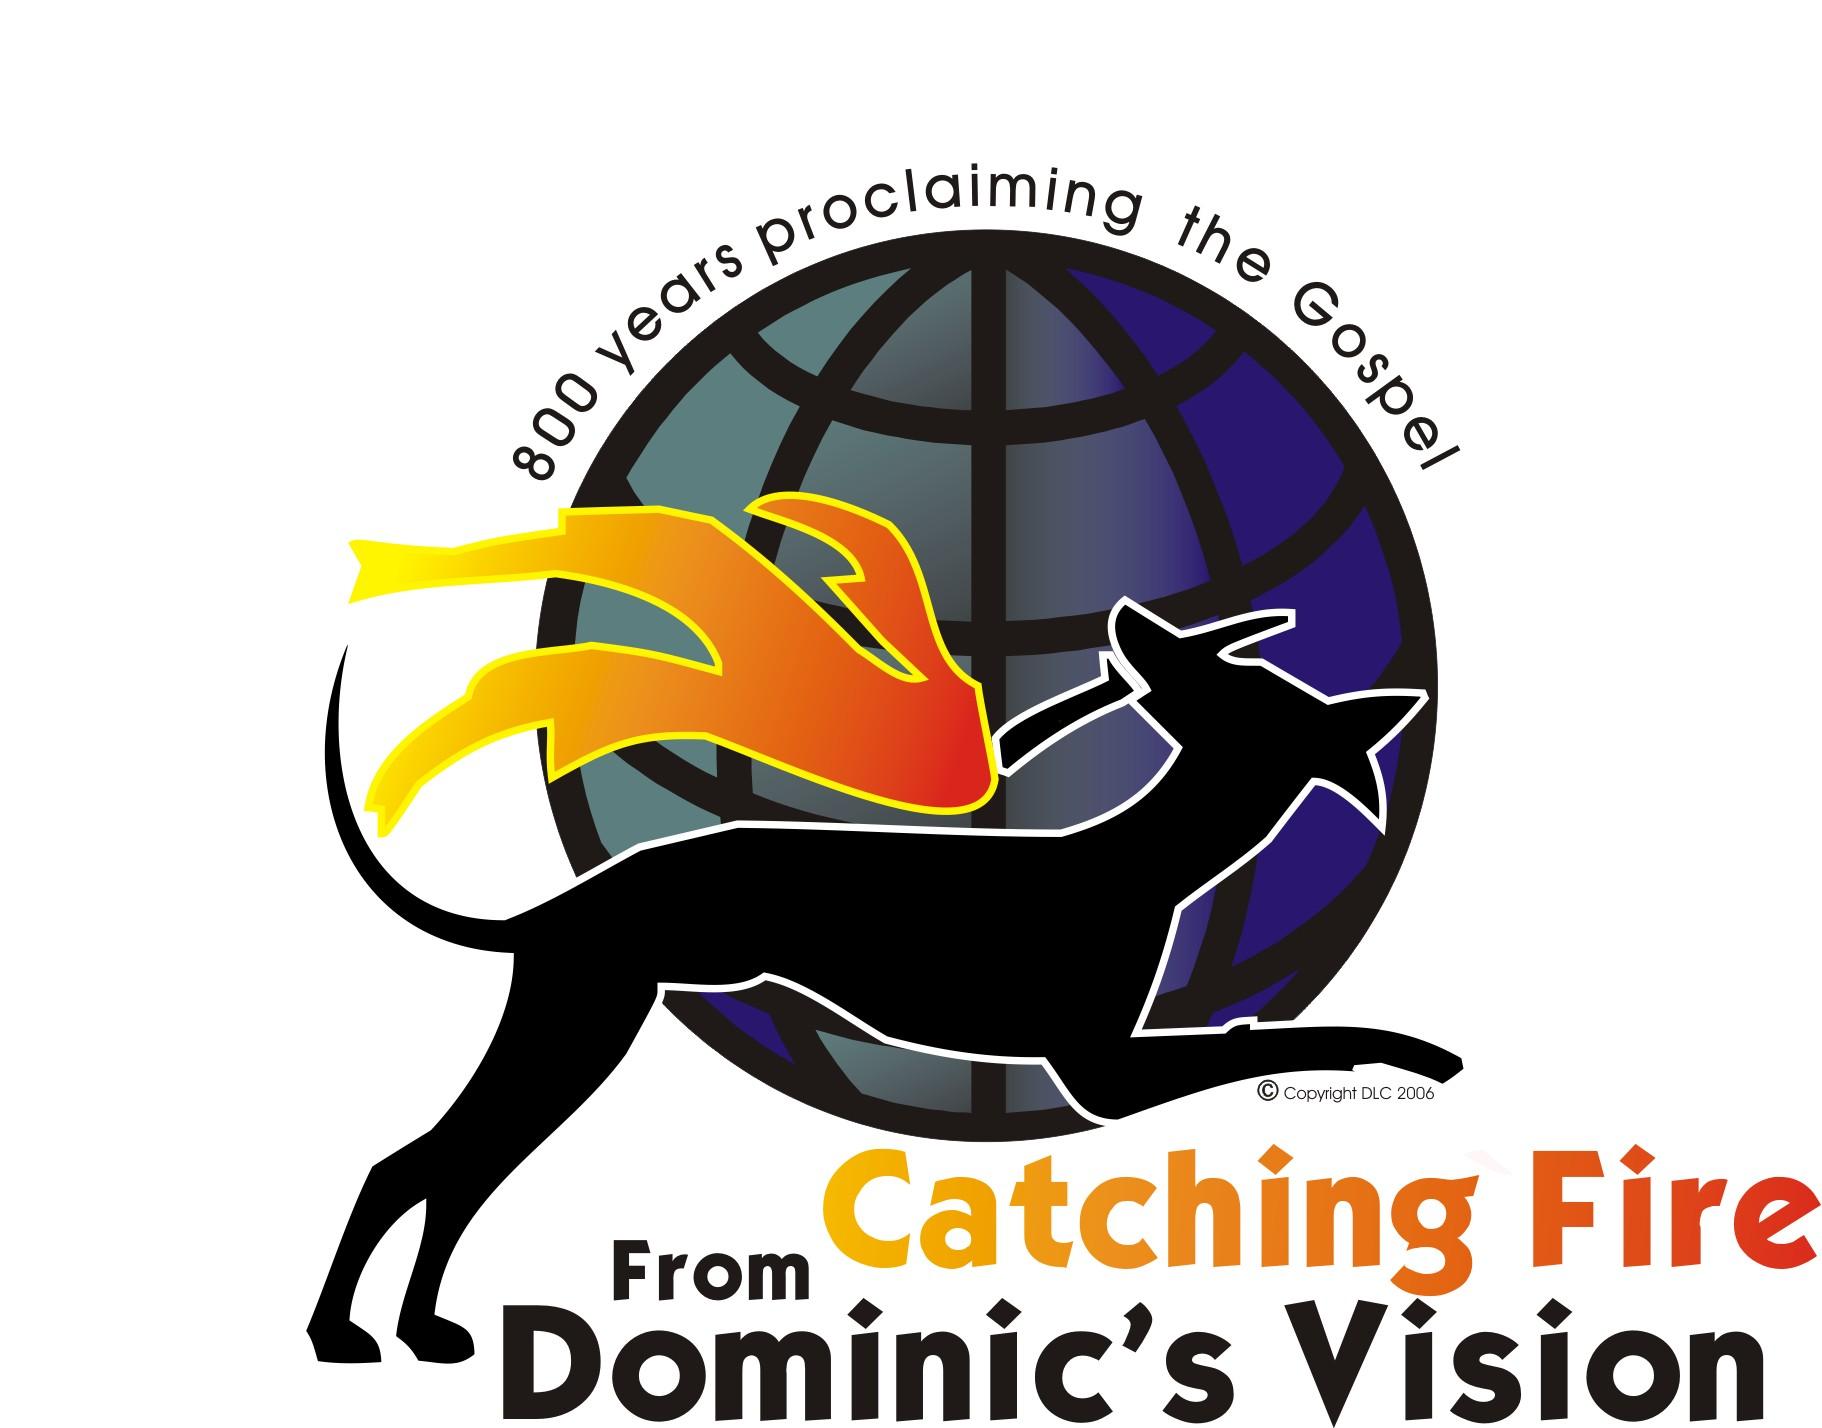 800 years proclaiming the Gospel
© Copyright DLC 2006
Catching Fire
From
Dominic's Vision